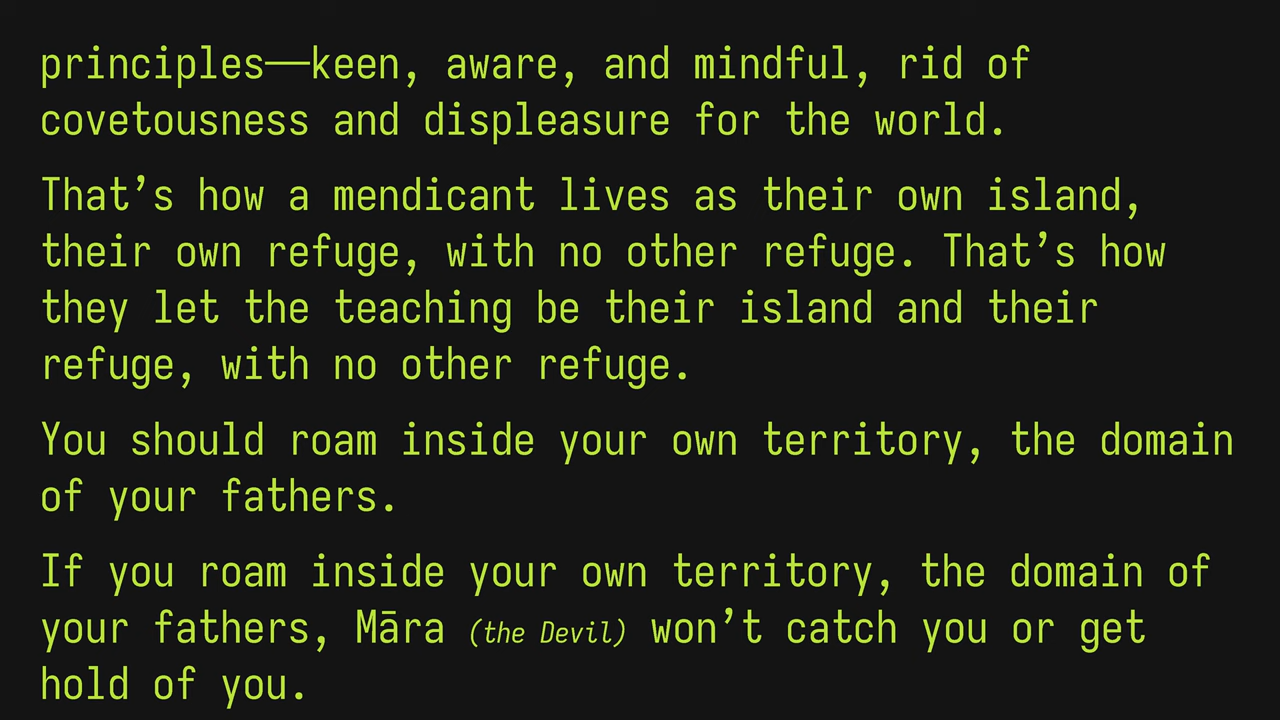 principles—keen, aware, and mindful, rid of
covetousness and displeasure for the world.
That’s how a mendicant lives as their own island,
their own refuge, with no other refuge. That’s how
they let the teaching be their island and their
refuge, with no other refuge.
You should roam inside your own territory, the domain
of your fathers.
If you roam inside your own territory, the domain of
your fathers, Māra (the Devil) won’t catch you or get
hold of you.